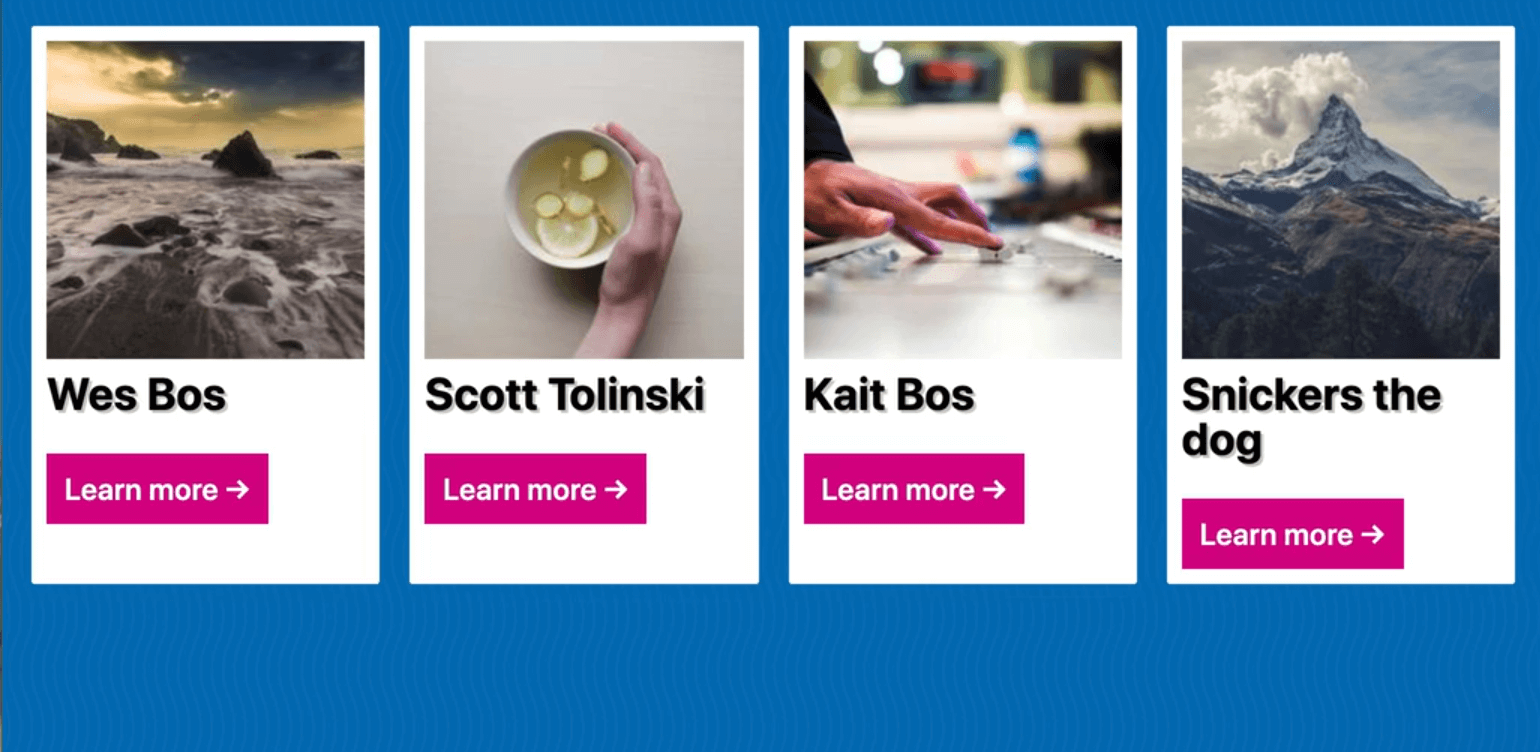 Wes Bos
Learn more →
Scott Tolinski
Learn more →
Kait Bos
Learn more →
Snickers the
dog
Learn more →